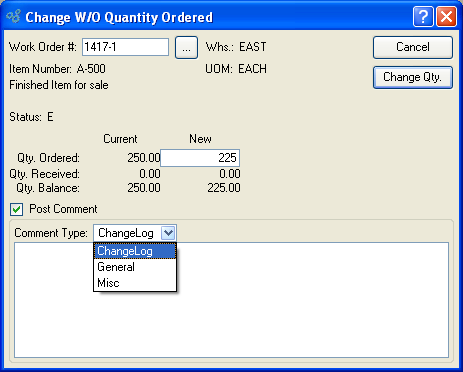 Change W/O Quantity Ordered
Work Order #: 1417-1 ... Whs.: EAST Cancel
Item Number: A-500 UOM: EACH Change Qty.
Finished Item for sale
Status: E
Current New
Qty. Ordered: 250.00 225
Qty. Received: 0.00 0.00
Qty. Balance: 250.00 225.00
Post Comment
Comment Type: ChangeLog
ChangeLog
General
Misc